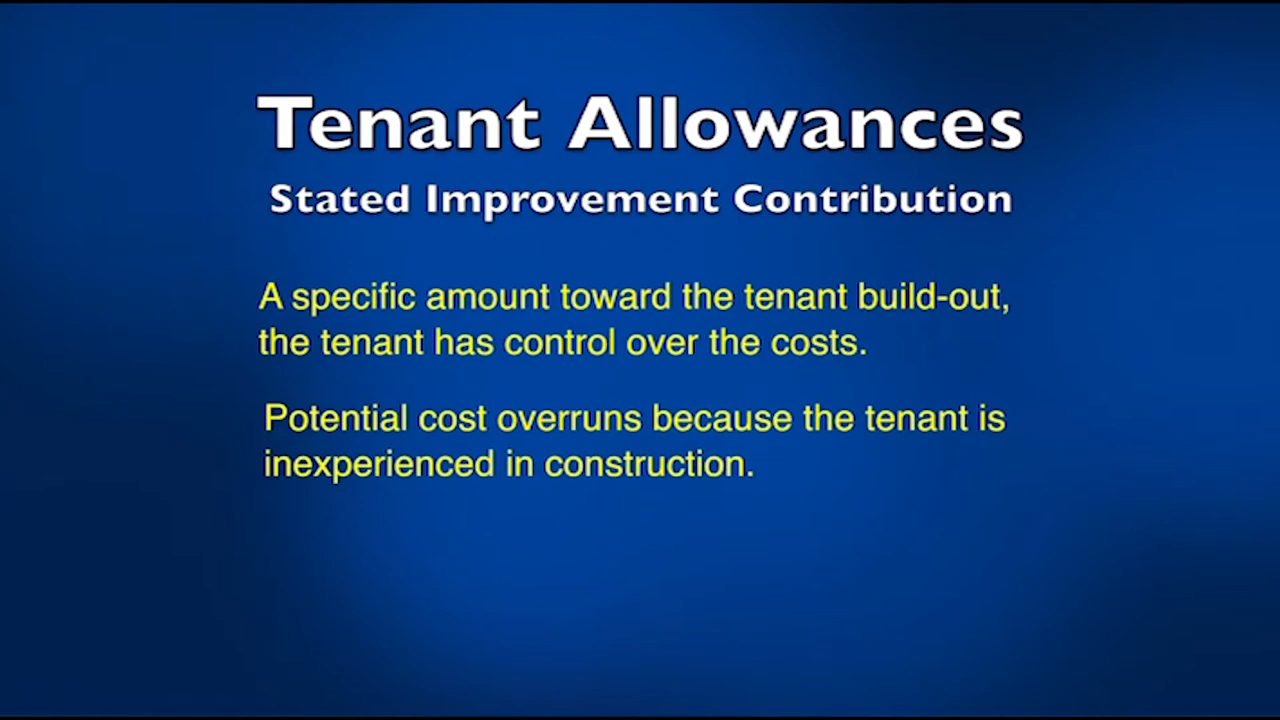 Tenant Allowances
Stated Improvement Contribution
A specific amount toward the tenant build-out,
the tenant has control over the costs.
Potential cost overruns because the tenant is
inexperienced in construction.